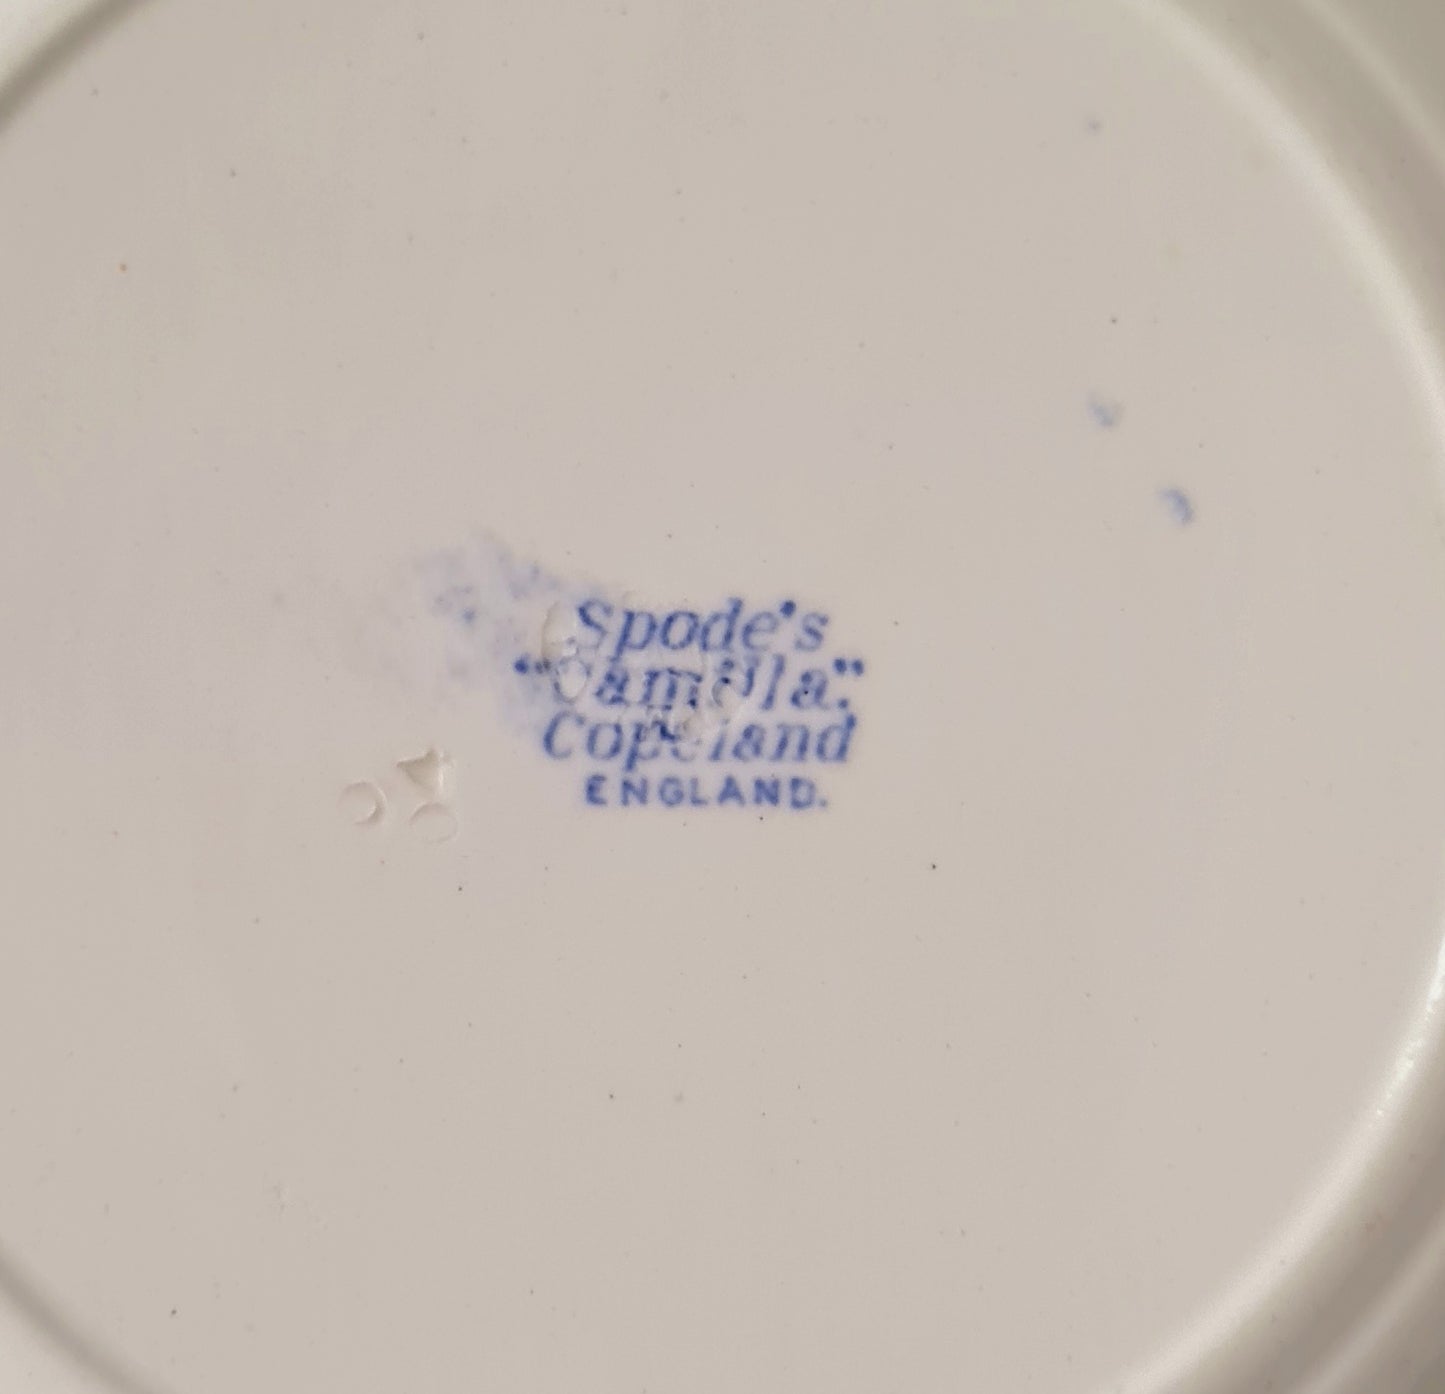 Spode's
"Camilla."
Copeland
ENGLAND.